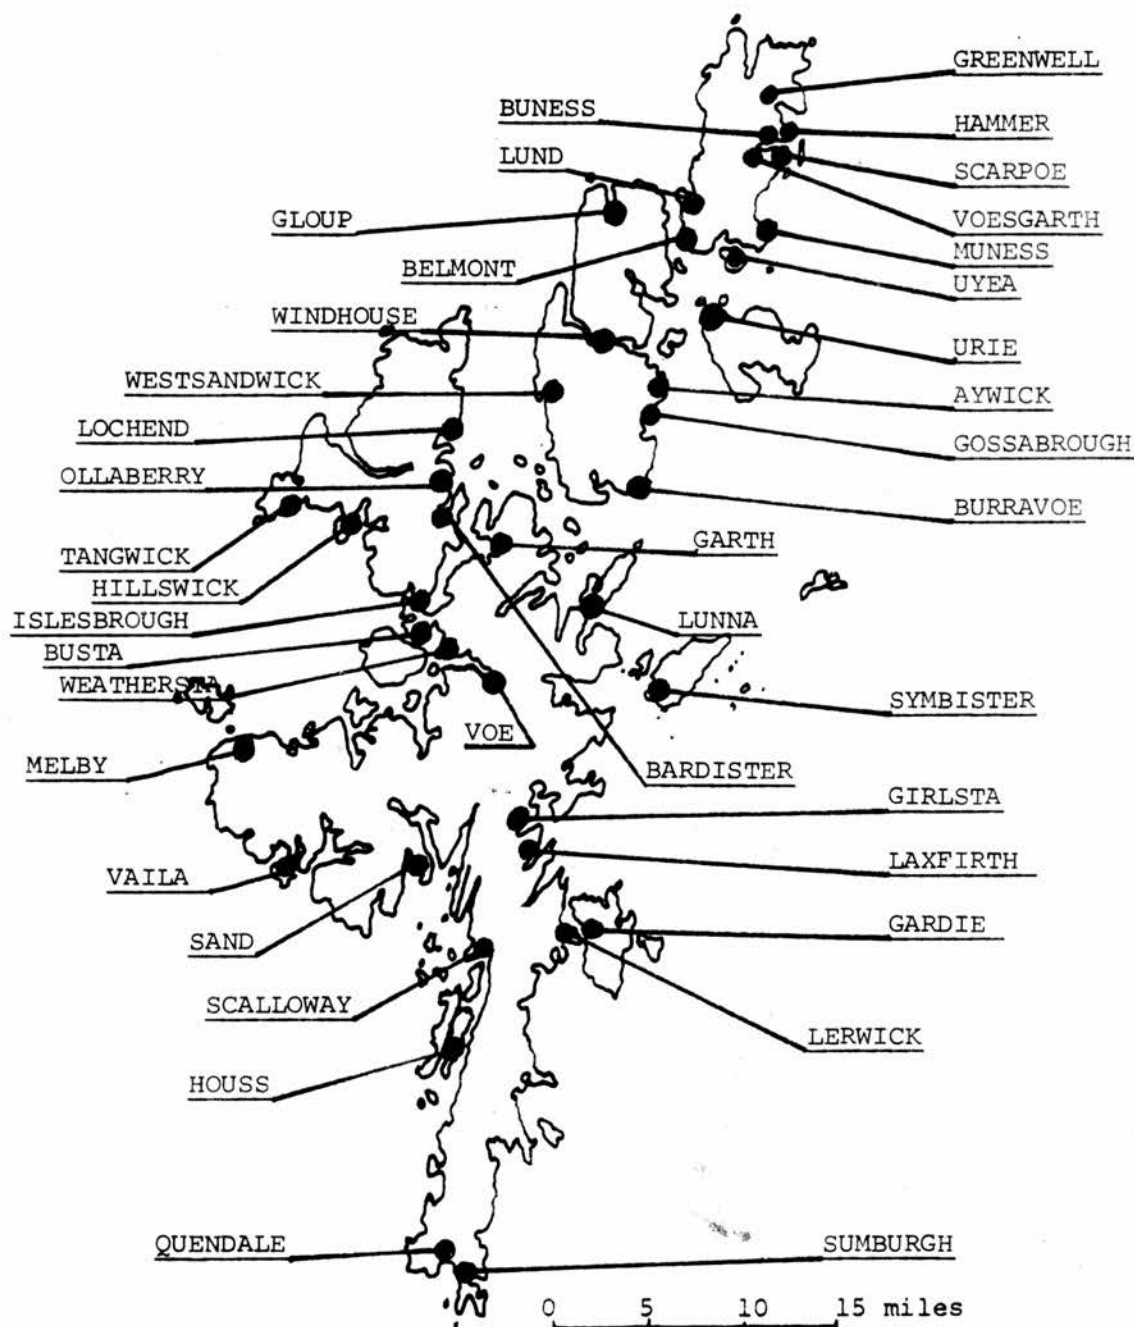 GREENWELL
BUNESS
HAMMER
LUND
SCARPOE
GLOUP
VOESGARTH
BELMONT
MUNESS
UYEA
WINDHOUSE
URIE
WESTSANDWICK
AYWICK
LOCHEND
GOSSABROUGH
OLLABERRY
BURRAVOE
TANGWICK
GARTH
HILLSWICK
ISLESBROUGH
LUNNA
BUSTA
WEATHERSTA
SYMBISTER
VOE
MELBY
BARDISTER
GIRLSTA
VAILA
LAXFIRTH
SAND
GARDIE
SCALLOWAY
LERWICK
HOUSS
QUENDALE
SUMBURGH
0 5 10 15 miles